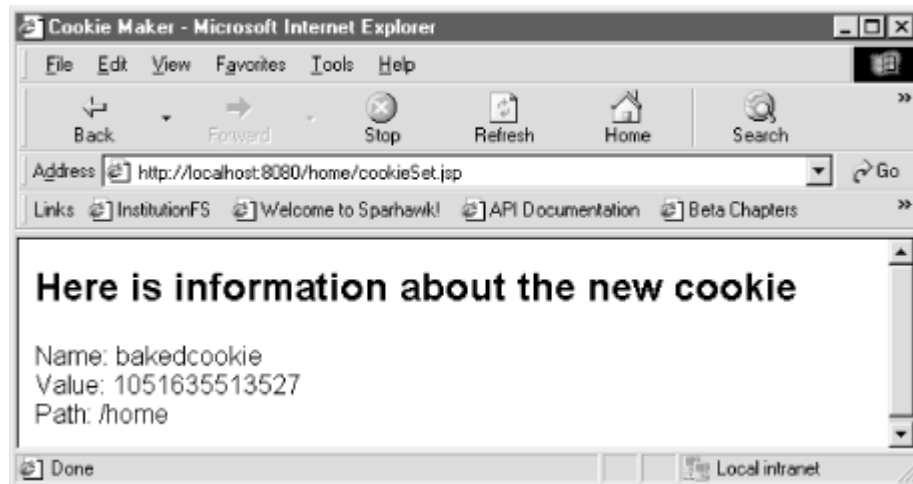 Cookie Maker - Microsoft Internet Explorer
File Edit View Favorites Tools Help
Back Forward Stop Refresh Home Search »
Address http://localhost:8080/home/cookieSet.jsp Go
Links InstitutionFS Welcome to Sparhawk! API Documentation Beta Chapters »
Here is information about the new cookie
Name: bakedcookie
Value: 1051635513527
Path: /home
Done Local intranet